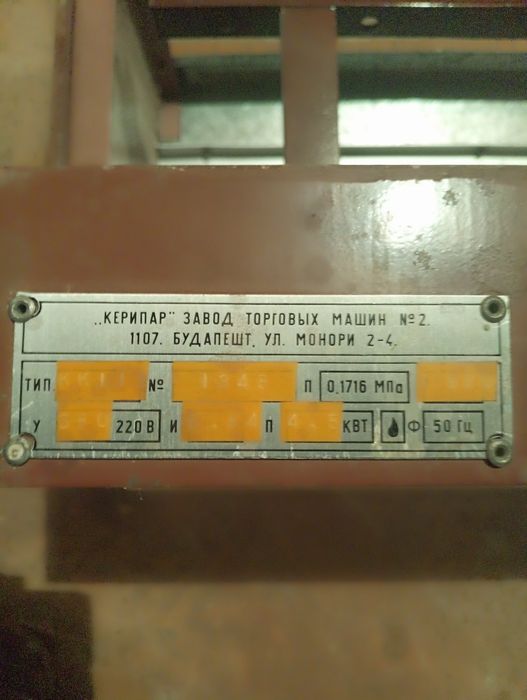 „КЕРИПАР" ЗАВОД ТОРГОВЫХ МАШИН №2.
1107. БУДАПЕШТ, УЛ. МОНОРИ 2-4.
ТИП. № 1346 П 0,1716 МПа
У 220 В И П КВТ Ф 50 Гц